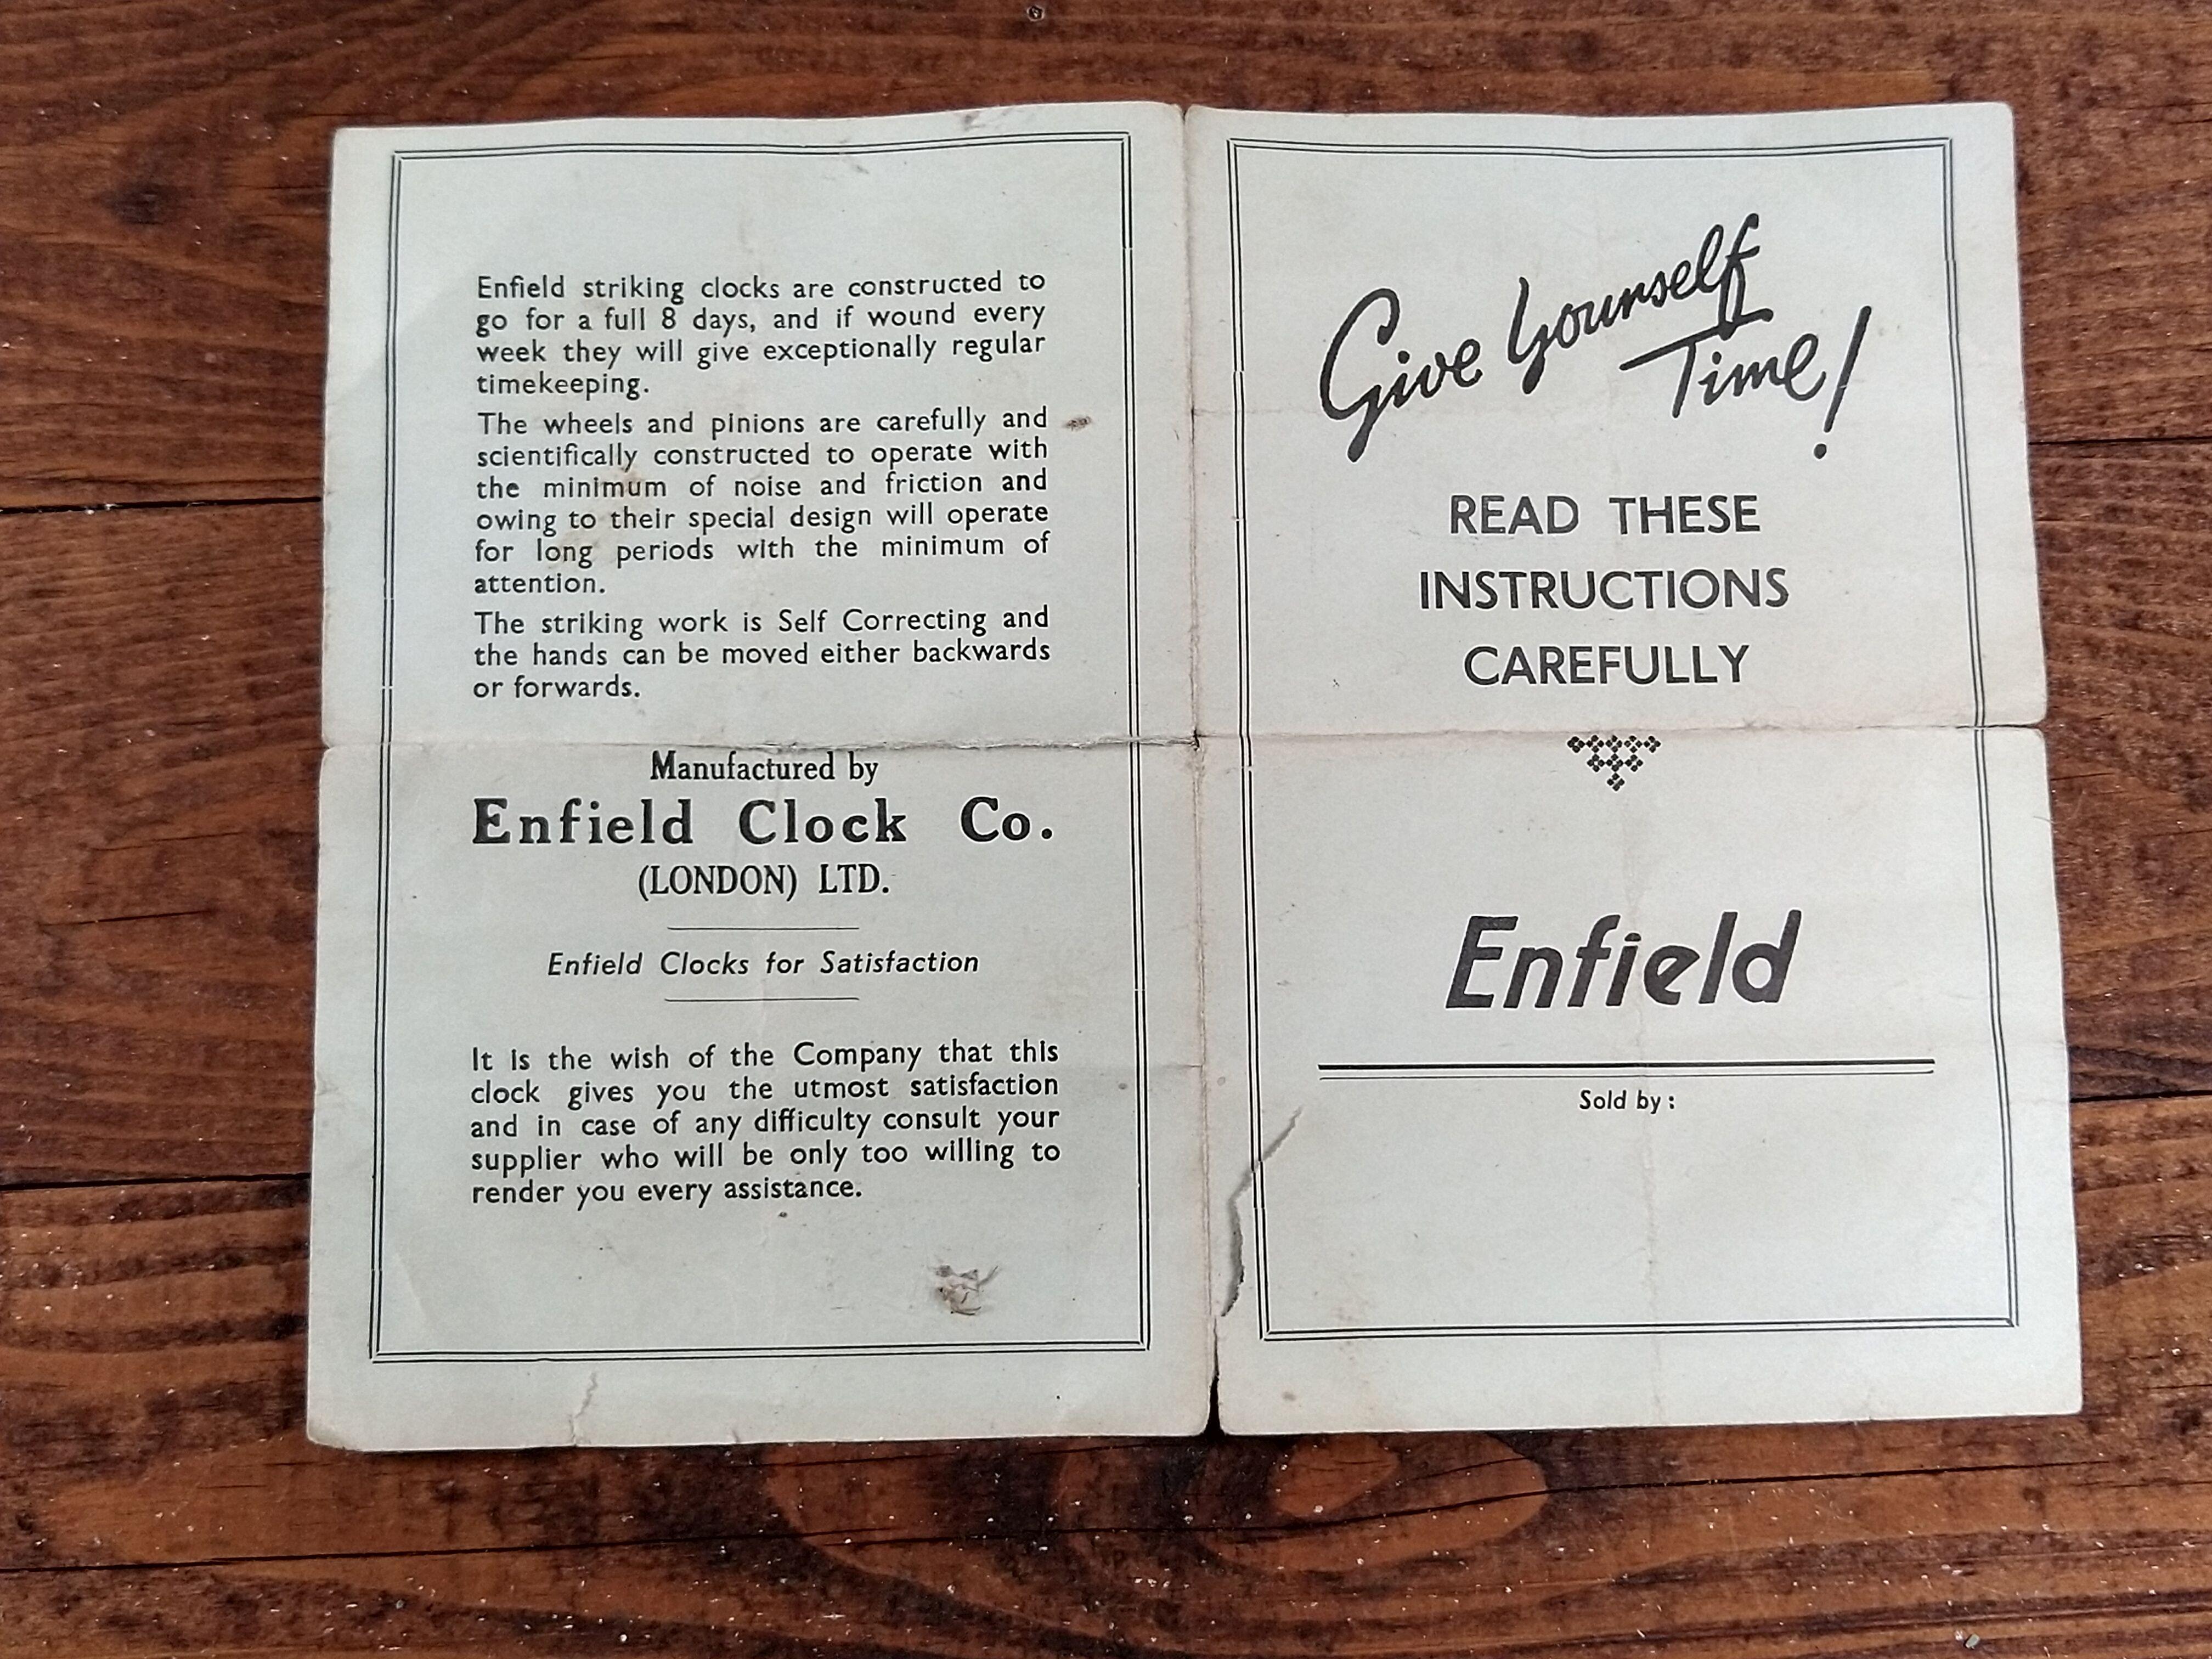 Enfield striking clocks are constructed to
go for a full 8 days, and if wound every
week they will give exceptionally regular
timekeeping.
The wheels and pinions are carefully and
scientifically constructed to operate with
the minimum of noise and friction and
owing to their special design will operate
for long periods with the minimum of
attention.
The striking work is Self Correcting and
the hands can be moved either backwards
or forwards.
Manufactured by
Enfield Clock Co.
(LONDON) LTD.
Enfield Clocks for Satisfaction
It is the wish of the Company that this
clock gives you the utmost satisfaction
and in case of any difficulty consult your
supplier who will be only too willing to
render you every assistance.
Give Yourself
Time!
READ THESE
INSTRUCTIONS
CAREFULLY
Enfield
Sold by: